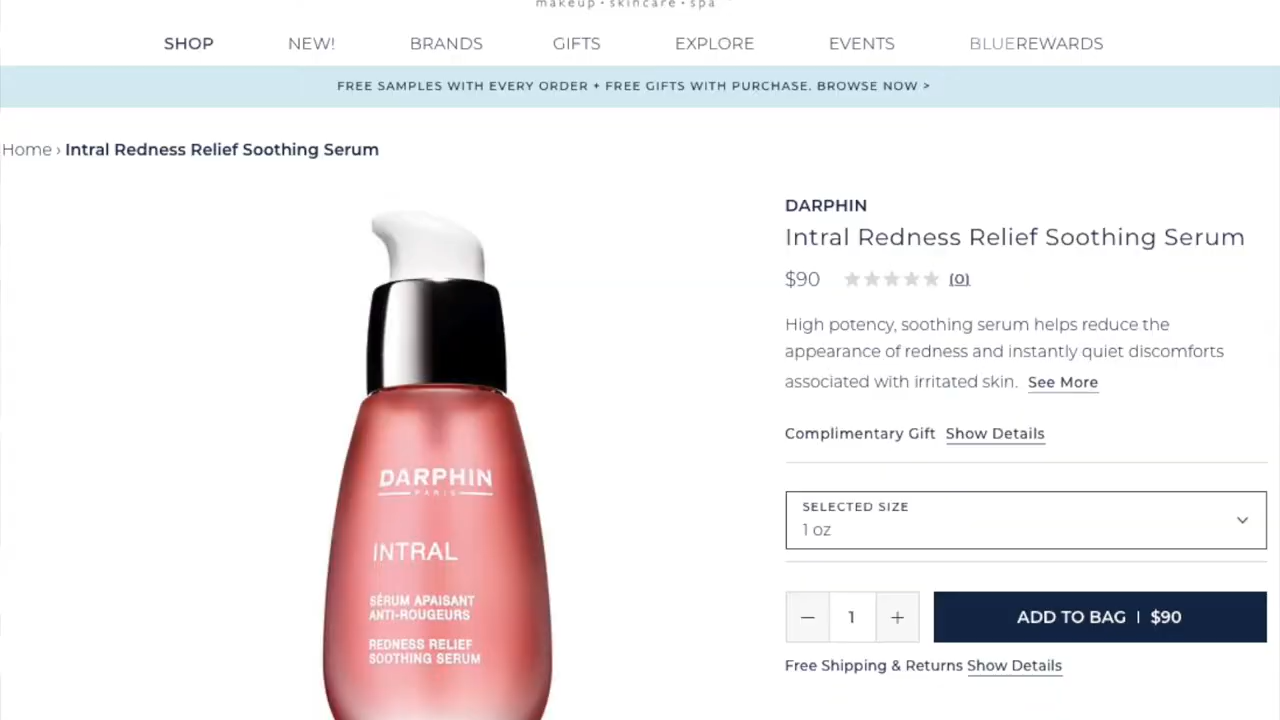 makeup • skincare • spa
SHOP NEW! BRANDS GIFTS EXPLORE EVENTS BLUEREWARDS
FREE SAMPLES WITH EVERY ORDER + FREE GIFTS WITH PURCHASE. BROWSE NOW >
Home › Intral Redness Relief Soothing Serum
DARPHIN
PARIS
INTRAL
SÉRUM APAISANT
ANTI-ROUGEURS
REDNESS RELIEF
SOOTHING SERUM
DARPHIN
Intral Redness Relief Soothing Serum
$90 (0)
High potency, soothing serum helps reduce the
appearance of redness and instantly quiet discomforts
associated with irritated skin. See More
Complimentary Gift Show Details
SELECTED SIZE
1 oz
− 1 + ADD TO BAG | $90
Free Shipping & Returns Show Details